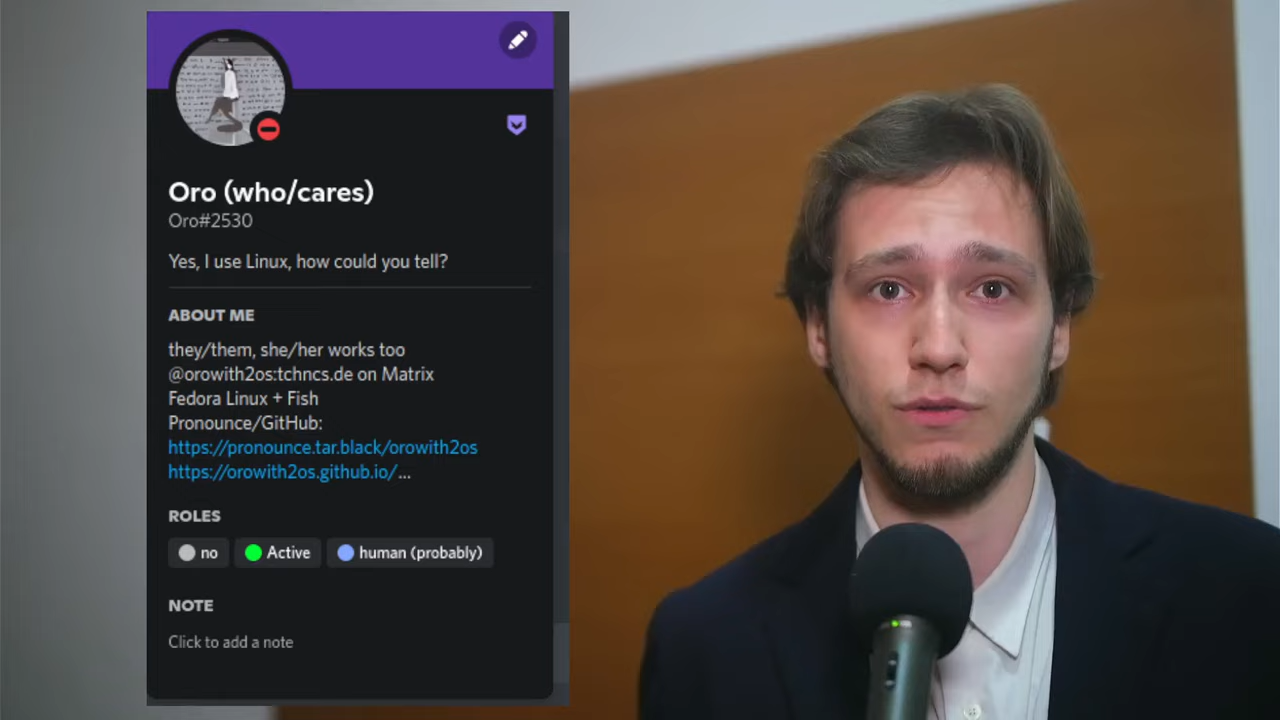 Oro (who/cares)
Oro#2530
Yes, I use Linux, how could you tell?
ABOUT ME
they/them, she/her works too
@orowith2os:tchncs.de on Matrix
Fedora Linux + Fish
Pronounce/GitHub:
https://pronounce.tar.black/orowith2os
https://orowith2os.github.io/...
ROLES
no Active human (probably)
NOTE
Click to add a note